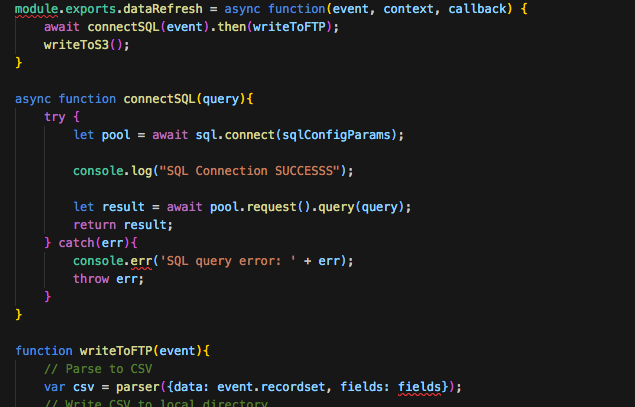 module.exports.dataRefresh = async function(event, context, callback) {
    await connectSQL(event).then(writeToFTP);
    writeToS3();
}
async function connectSQL(query){
    try {
        let pool = await sql.connect(sqlConfigParams);
        console.log("SQL Connection SUCCESSS");
        let result = await pool.request().query(query);
        return result;
    } catch(err){
        console.err('SQL query error: ' + err);
        throw err;
    }
}
function writeToFTP(event){
    // Parse to CSV
    var csv = parser({data: event.recordset, fields: fields});
    // Write CSV to local directory